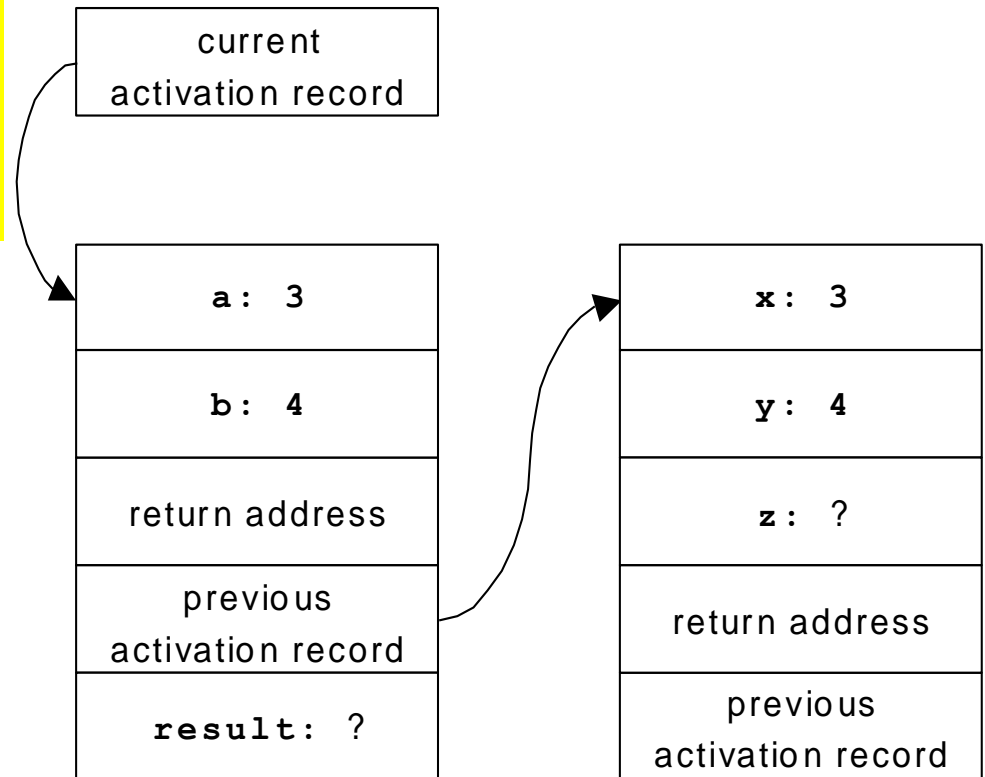 current
activation record
a: 3
b: 4
return address
previous
activation record
result: ?
x: 3
y: 4
z: ?
return address
previous
activation record